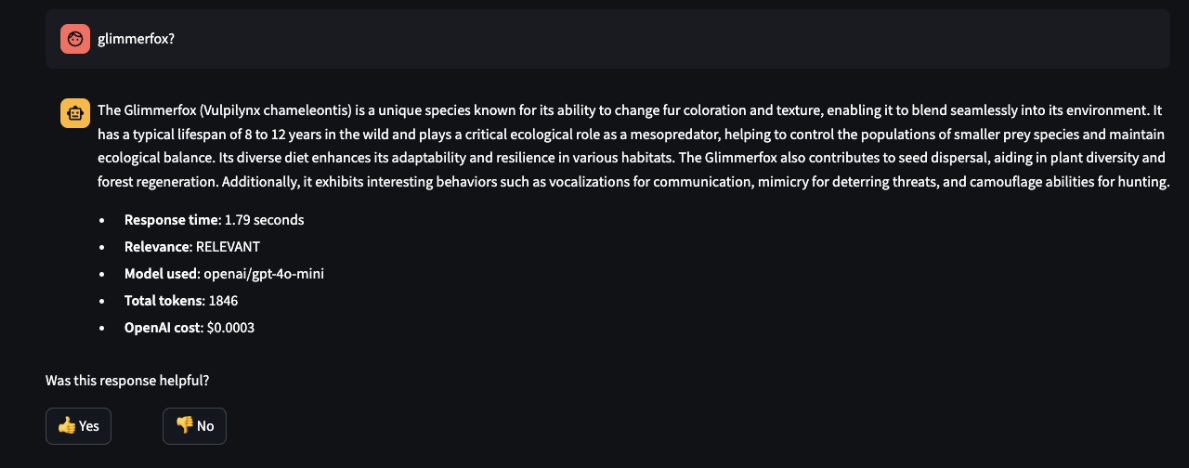 glimmerfox?
The Glimmerfox (Vulpilynx chameleontis) is a unique species known for its ability to change fur coloration and texture, enabling it to blend seamlessly into its environment. It
has a typical lifespan of 8 to 12 years in the wild and plays a critical ecological role as a mesopredator, helping to control the populations of smaller prey species and maintain
ecological balance. Its diverse diet enhances its adaptability and resilience in various habitats. The Glimmerfox also contributes to seed dispersal, aiding in plant diversity and
forest regeneration. Additionally, it exhibits interesting behaviors such as vocalizations for communication, mimicry for deterring threats, and camouflage abilities for hunting.
• Response time: 1.79 seconds
• Relevance: RELEVANT
• Model used: openai/gpt-4o-mini
• Total tokens: 1846
• OpenAI cost: $0.0003
Was this response helpful?
👍 Yes 👎 No